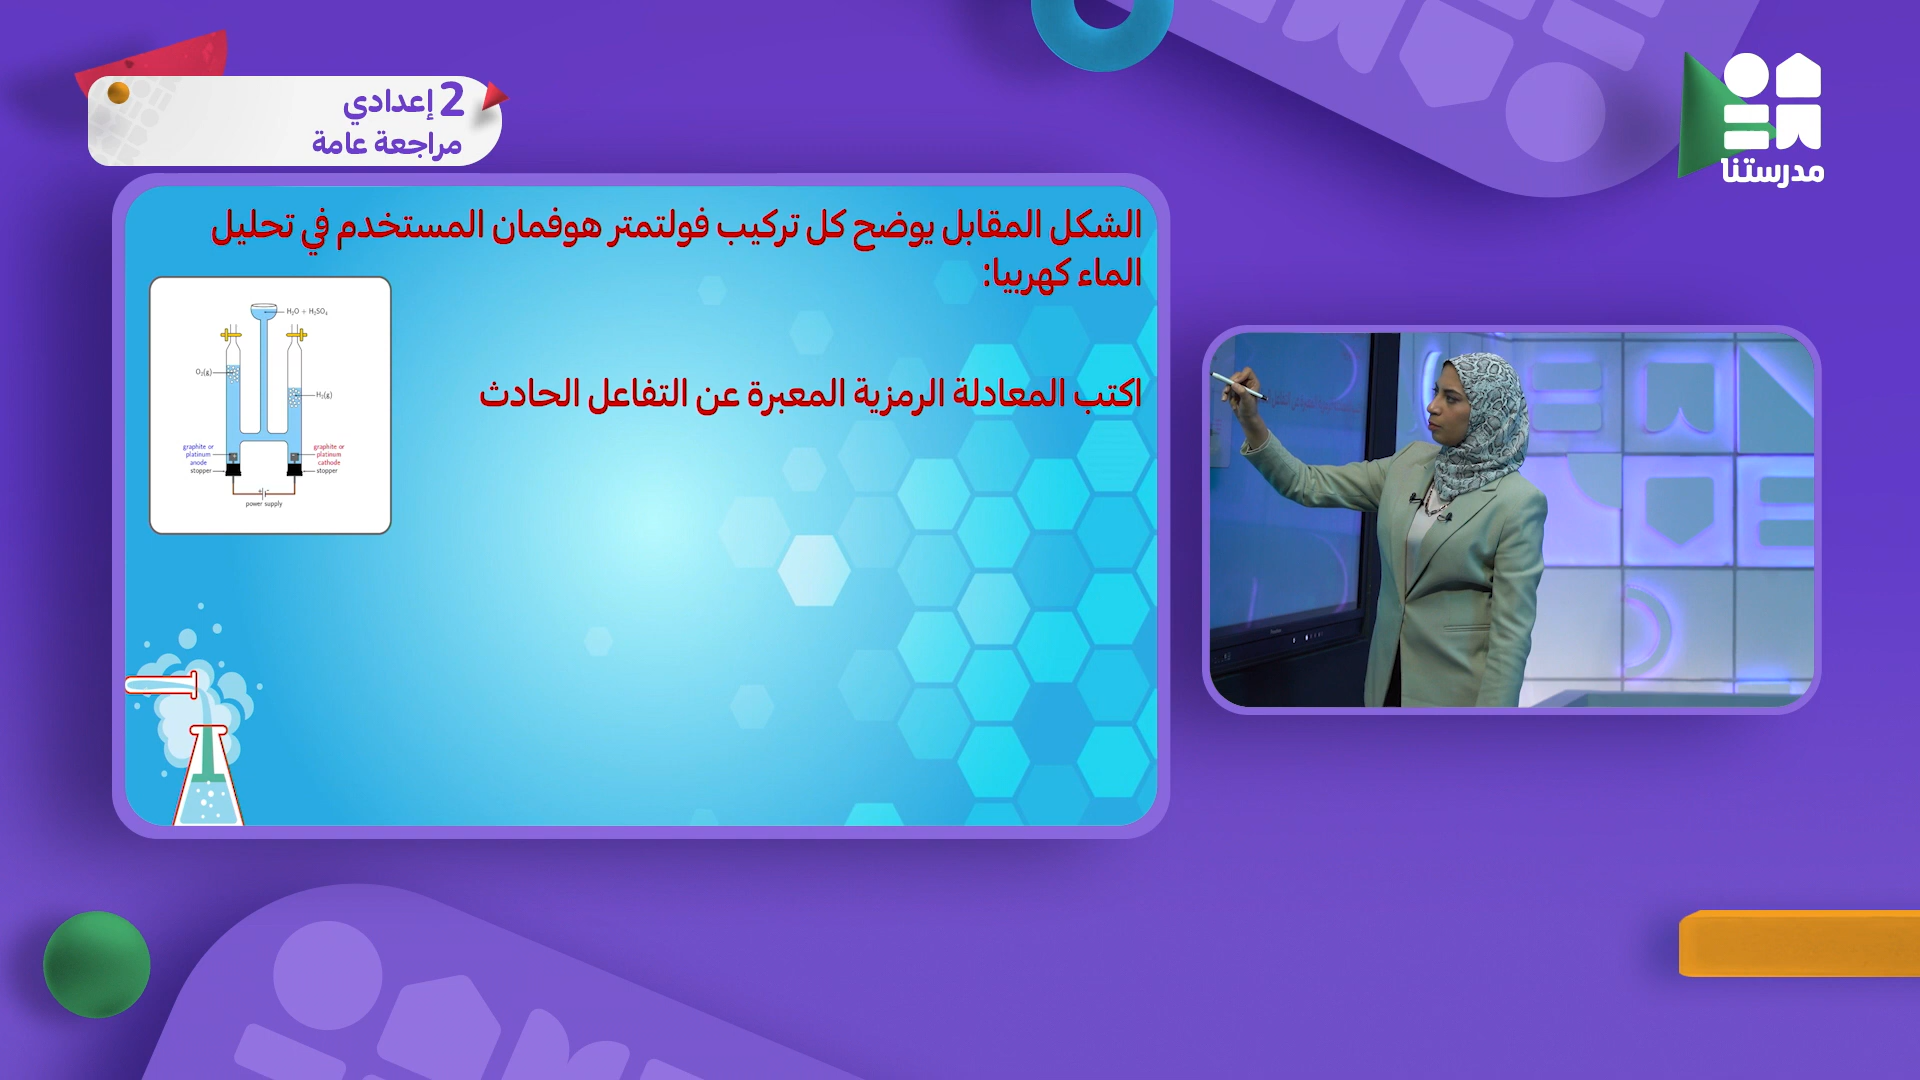 2 إعدادي
مراجعة عامة
مدرستنا
الشكل المقابل يوضح كل تركيب فولتمتر هوفمان المستخدم في تحليل
الماء كهربيا:
اكتب المعادلة الرمزية المعبرة عن التفاعل الحادث
H₂O + H₂SO₄
O₂(g)
H₂(g)
graphite or
platinum
anode
stopper
graphite or
platinum
cathode
stopper
+ -
power supply